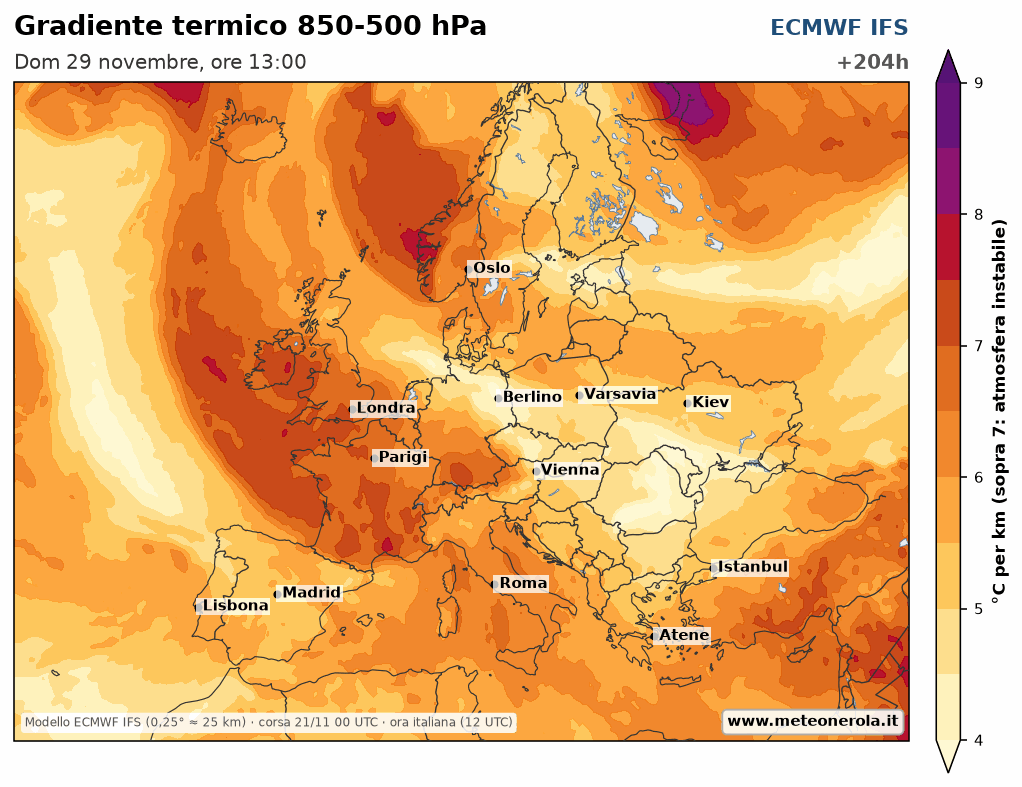 Gradiente termico 850-500 hPa
ECMWF IFS
Dom 29 novembre, ore 13:00
+204h
Oslo
Berlino
Varsavia
Kiev
Londra
Parigi
Vienna
Istanbul
Roma
Madrid
Lisbona
Atene
Modello ECMWF IFS (0,25° ≈ 25 km) · corsa 21/11 00 UTC · ora italiana (12 UTC)
www.meteonerola.it
9
8
7
6
5
4
°C per km (sopra 7: atmosfera instabile)